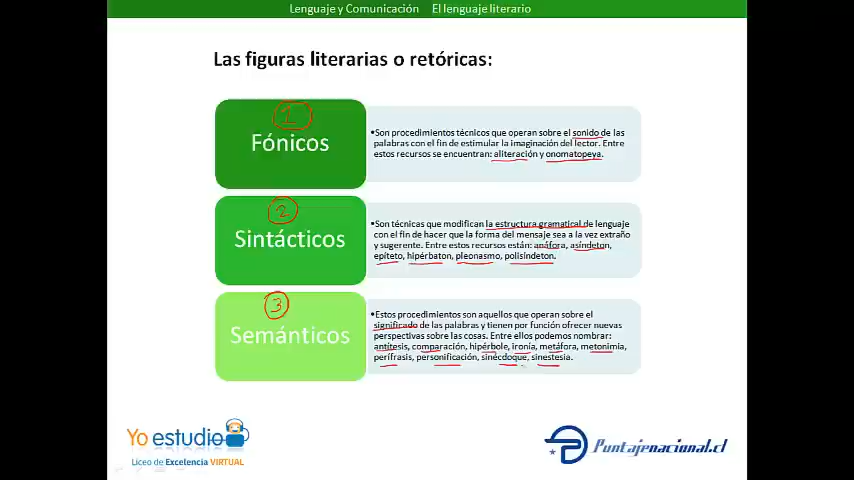 Lenguaje y Comunicación El lenguaje literario
Las figuras literarias o retóricas:
1
Fónicos
•Son procedimientos técnicos que operan sobre el sonido de las
palabras con el fin de estimular la imaginación del lector. Entre
estos recursos se encuentran: aliteración y onomatopeya.
2
Sintácticos
•Son técnicas que modifican la estructura gramatical de lenguaje
con el fin de hacer que la forma del mensaje sea a la vez extraño
y sugerente. Entre estos recursos están: anáfora, asíndeton,
epíteto, hipérbaton, pleonasmo, polisíndeton.
3
Semánticos
•Estos procedimientos son aquellos que operan sobre el
significado de las palabras y tienen por función ofrecer nuevas
perspectivas sobre las cosas. Entre ellos podemos nombrar:
antítesis, comparación, hipérbole, ironía, metáfora, metonimia,
perífrasis, personificación, sinécdoque, sinestesia.
Yo estudio
Liceo de Excelencia VIRTUAL
Puntajenacional.cl